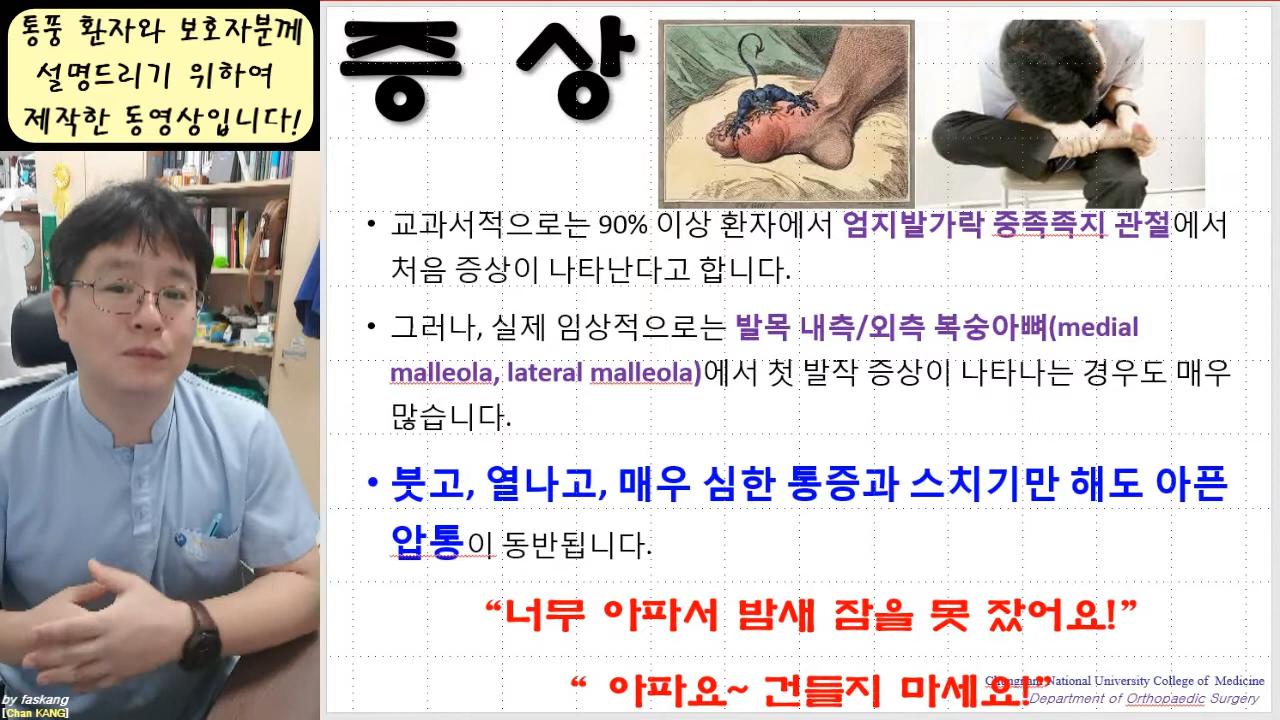 통풍 환자와 보호자분께
설명드리기 위하여
제작한 동영상입니다!
증 상
• 교과서적으로는 90% 이상 환자에서 엄지발가락 중족족지 관절에서
처음 증상이 나타난다고 합니다.
• 그러나, 실제 임상적으로는 발목 내측/외측 복숭아뼈(medial
malleola, lateral malleola)에서 첫 발작 증상이 나타나는 경우도 매우
많습니다.
• 붓고, 열나고, 매우 심한 통증과 스치기만 해도 아픈
압통이 동반됩니다.
“너무 아파서 밤새 잠을 못 잤어요!”
“ 아파요~ 건들지 마세요!”
National University College of Medicine
Department of Orthopaedic Surgery
by faskang
[Chan KANG]